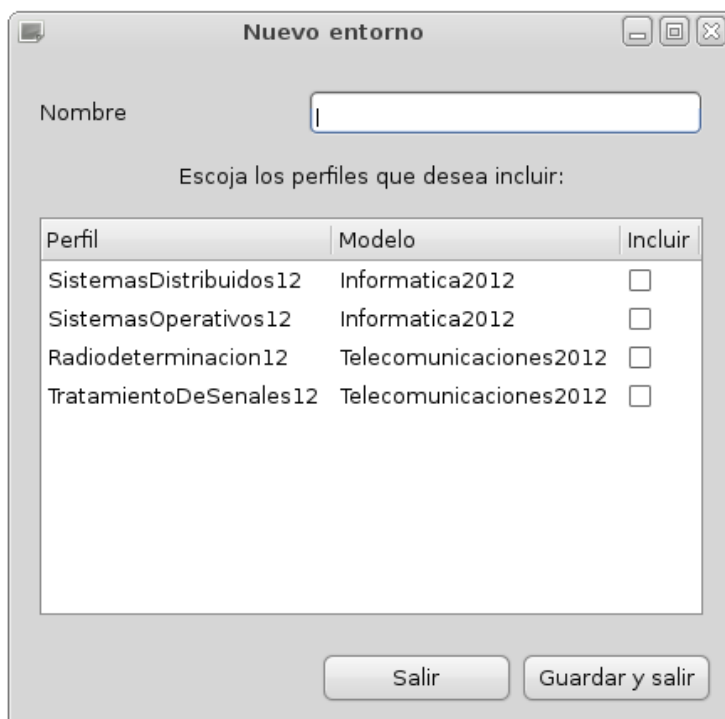 Nuevo entorno
Nombre
Escoja los perfiles que desea incluir:
Perfil Modelo Incluir
SistemasDistribuidos12 Informatica2012
SistemasOperativos12 Informatica2012
Radiodeterminacion12 Telecomunicaciones2012
TratamientoDeSenales12 Telecomunicaciones2012
Salir Guardar y salir